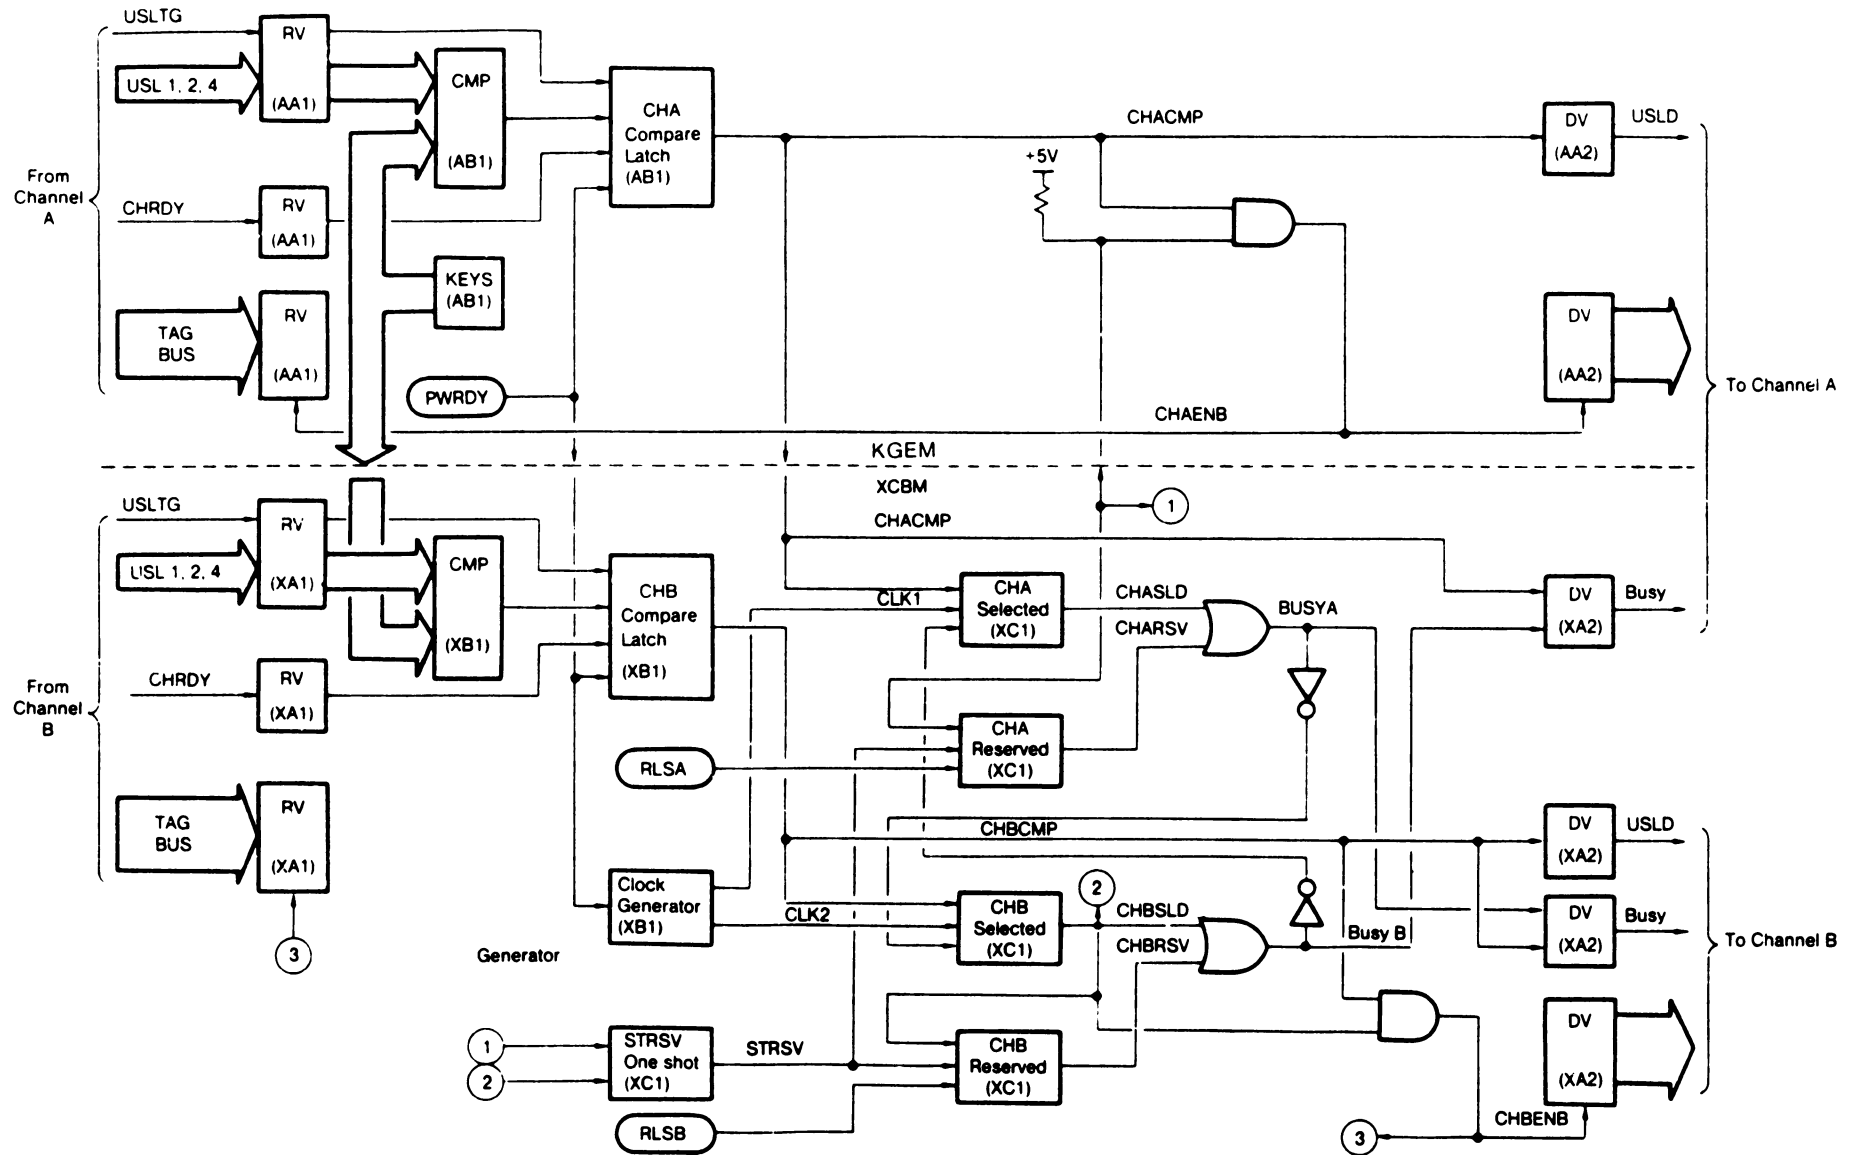 From
Channel
A
USLTG
USL 1, 2, 4
CHRDY
TAG
BUS
RV
(AA1)
RV
(AA1)
RV
(AA1)
CMP
(AB1)
KEYS
(AB1)
PWRDY
CHA
Compare
Latch
(AB1)
CHACMP
+5V
CHAENB
DV
(AA2)
USLD
DV
(AA2)
To Channel A
KGEM
XCBM
From
Channel
B
USLTG
USL 1, 2, 4
CHRDY
TAG
BUS
RV
(XA1)
RV
(XA1)
RV
(XA1)
3
CMP
(XB1)
CHB
Compare
Latch
(XB1)
RLSA
Clock
Generator
(XB1)
Generator
1
2
STRSV
One shot
(XC1)
RLSB
STRSV
CHACMP
1
CLK1
CHA
Selected
(XC1)
CHASLD
CHARSV
BUSYA
CHA
Reserved
(XC1)
DV
(XA2)
Busy
CHBCMP
CLK2
CHB
Selected
(XC1)
2
CHBSLD
CHBRSV
Busy B
CHB
Reserved
(XC1)
DV
(XA2)
USLD
DV
(XA2)
Busy
To Channel B
DV
(XA2)
CHBENB
3